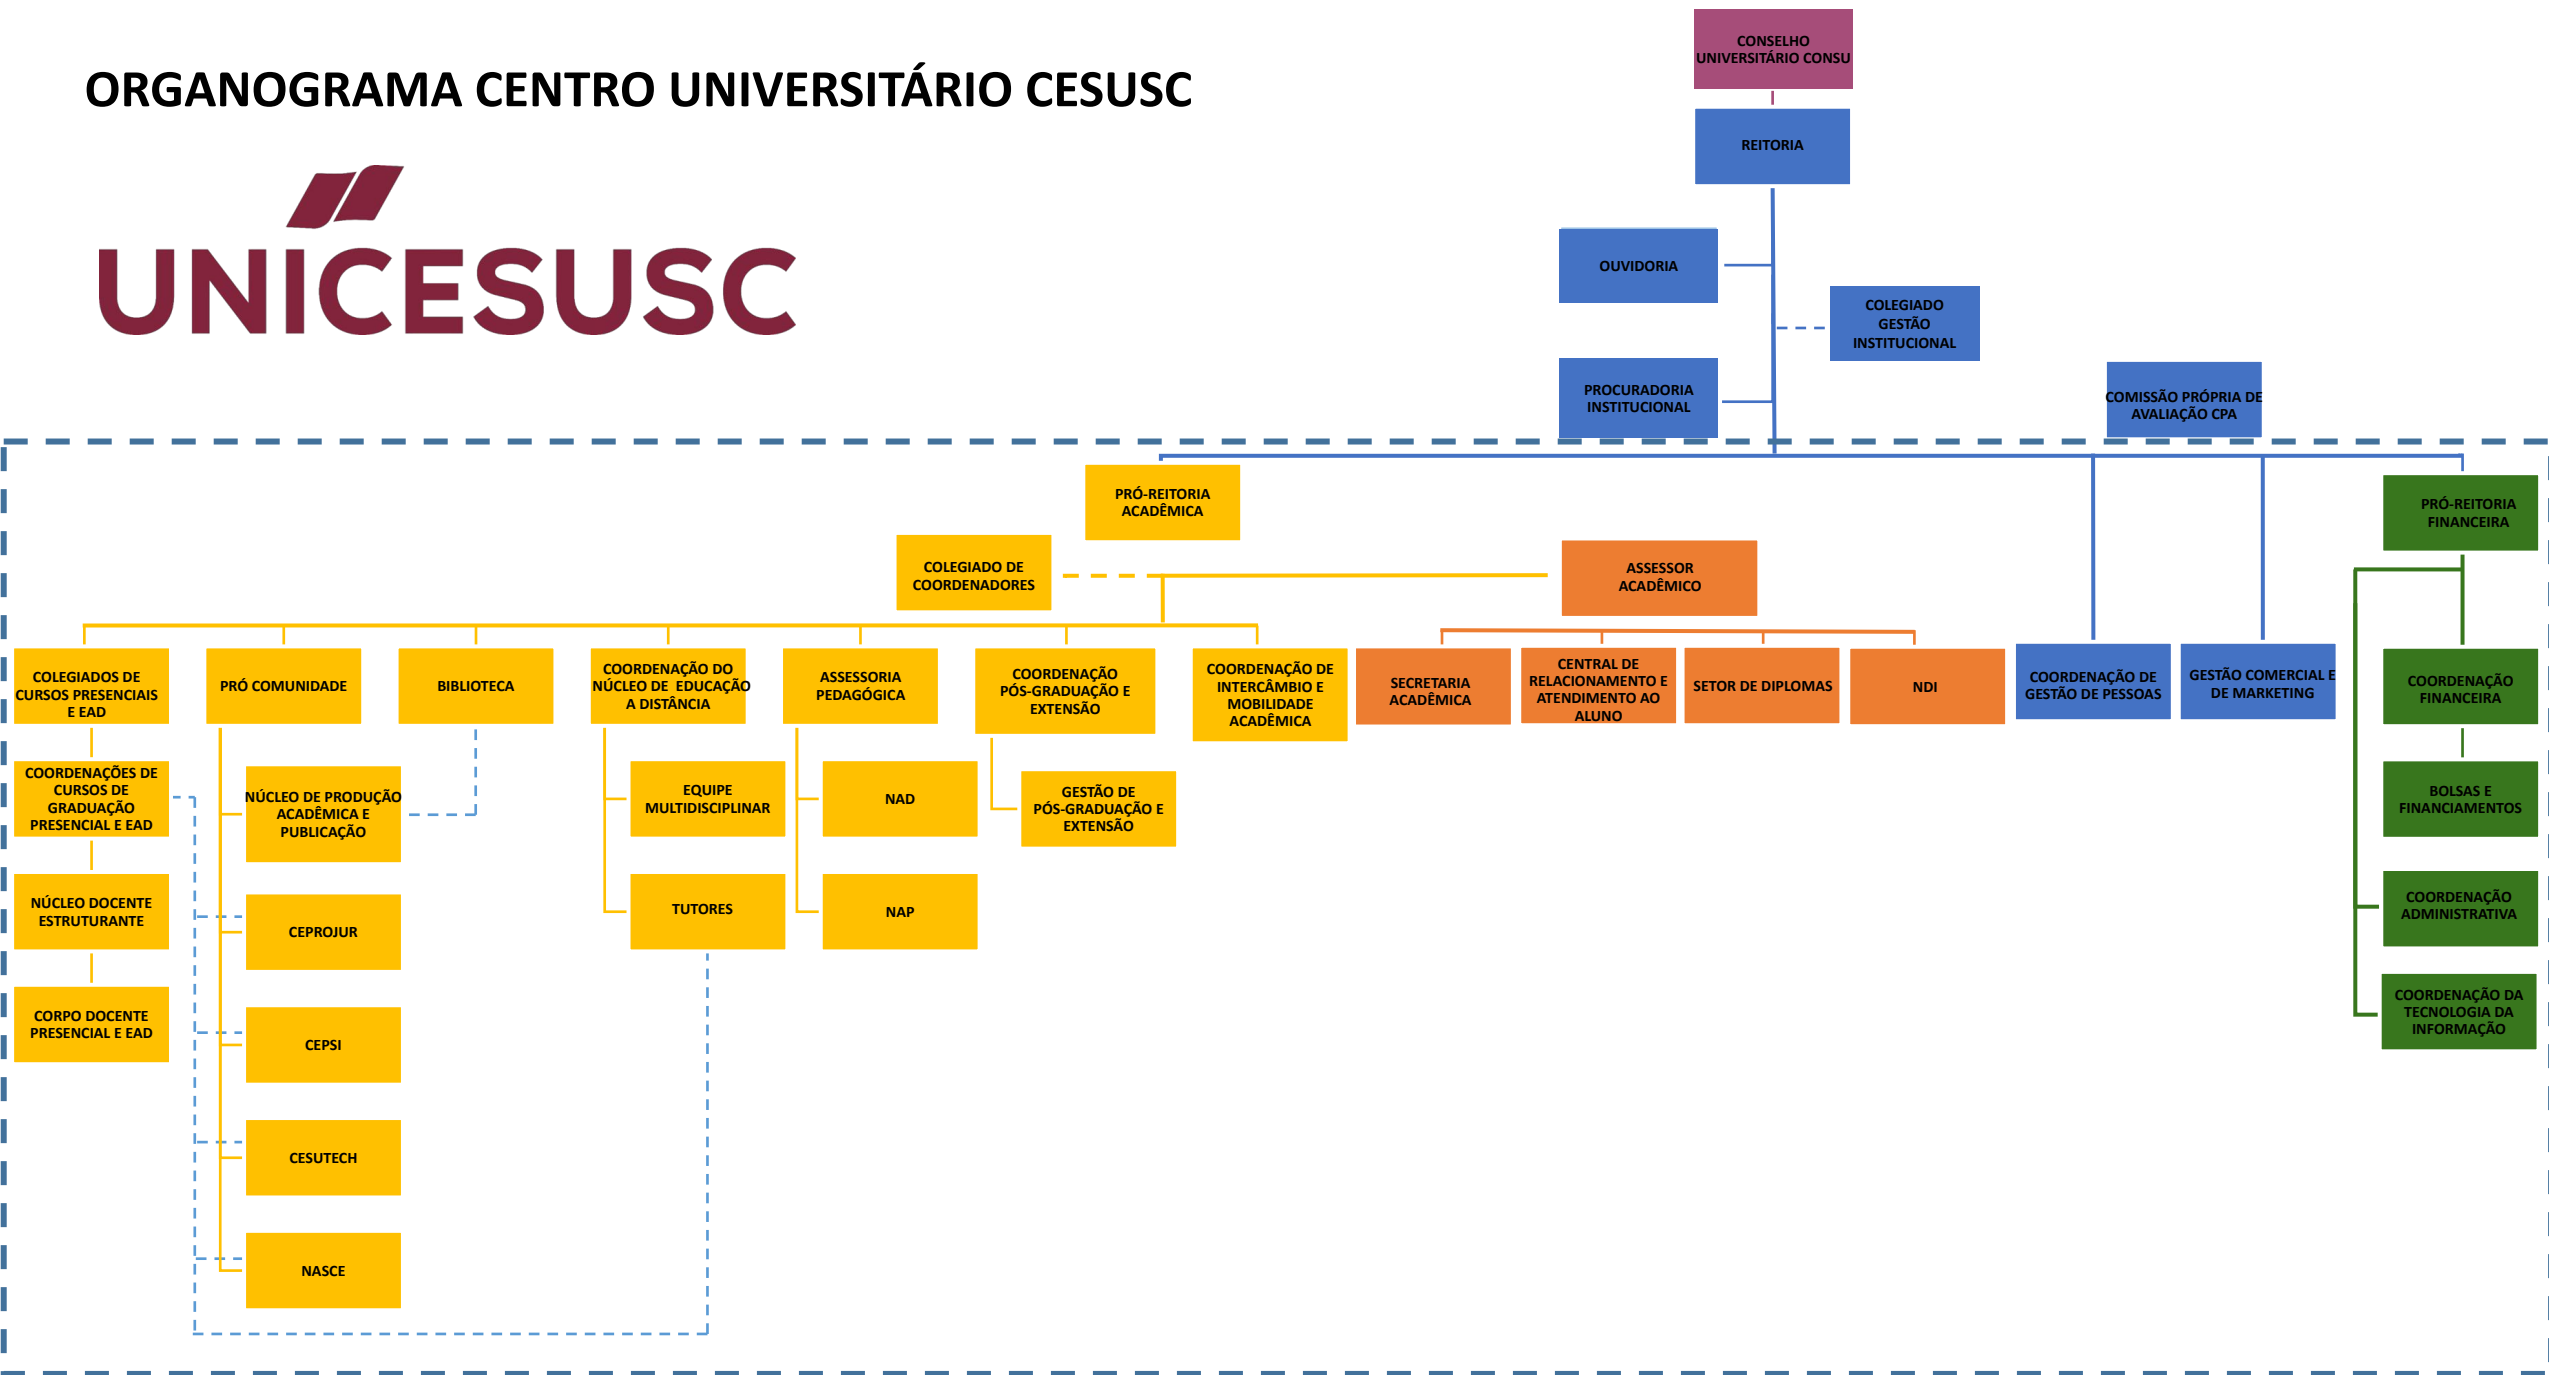 CONSELHO
UNIVERSITÁRIO CONSU
ORGANOGRAMA CENTRO UNIVERSITÁRIO CESUSC
REITORIA
UNICESUSC
OUVIDORIA
COLEGIADO
GESTÃO
INSTITUCIONAL
PROCURADORIA
INSTITUCIONAL
COMISSÃO PRÓPRIA DE
AVALIAÇÃO CPA
PRÓ-REITORIA
ACADÊMICA
PRÓ-REITORIA
FINANCEIRA
COLEGIADO DE
COORDENADORES
ASSESSOR
ACADÊMICO
COLEGIADOS DE
CURSOS PRESENCIAIS
E EAD
PRÓ COMUNIDADE
BIBLIOTECA
COORDENAÇÃO DO
NÚCLEO DE EDUCAÇÃO
A DISTÂNCIA
ASSESSORIA
PEDAGÓGICA
COORDENAÇÃO
PÓS-GRADUAÇÃO E
EXTENSÃO
COORDENAÇÃO DE
INTERCÂMBIO E
MOBILIDADE
ACADÊMICA
SECRETARIA
ACADÊMICA
CENTRAL DE
RELACIONAMENTO E
ATENDIMENTO AO
ALUNO
SETOR DE DIPLOMAS
NDI
COORDENAÇÃO DE
GESTÃO DE PESSOAS
GESTÃO COMERCIAL E
DE MARKETING
COORDENAÇÃO
FINANCEIRA
COORDENAÇÕES DE
CURSOS DE
GRADUAÇÃO
PRESENCIAL E EAD
NÚCLEO DE PRODUÇÃO
ACADÊMICA E
PUBLICAÇÃO
EQUIPE
MULTIDISCIPLINAR
NAD
GESTÃO DE
PÓS-GRADUAÇÃO E
EXTENSÃO
BOLSAS E
FINANCIAMENTOS
NÚCLEO DOCENTE
ESTRUTURANTE
CEPROJUR
TUTORES
NAP
COORDENAÇÃO
ADMINISTRATIVA
CORPO DOCENTE
PRESENCIAL E EAD
CEPSI
COORDENAÇÃO DA
TECNOLOGIA DA
INFORMAÇÃO
CESUTECH
NASCE